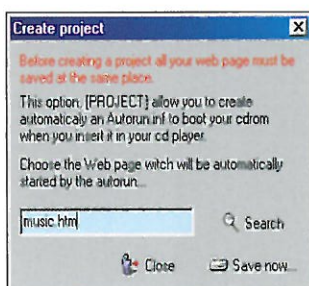 Create project
Before creating a project all your web page must be
saved at the same place.
This option, [PROJECT] allow you to create
automaticaly an Autorun.inf to boot your cdrom
when you insert it in your cd player.
Choose the Web page witch will be automatically
started by the autorun...
music.htm
Search
Close
Save now...